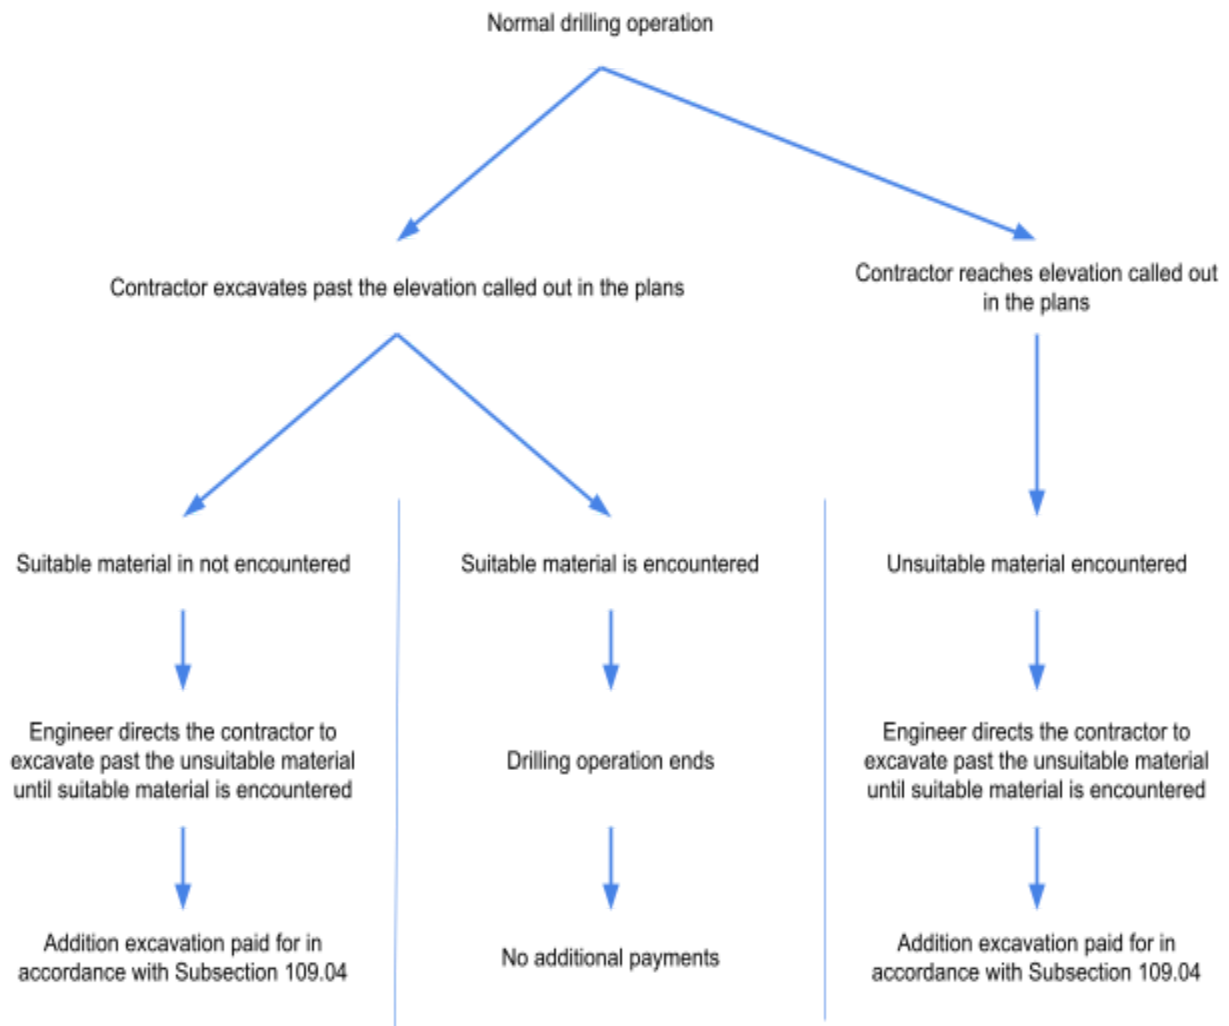 Normal drilling operation
Contractor excavates past the elevation called out in the plans
Contractor reaches elevation called out
in the plans
Suitable material in not encountered
Suitable material is encountered
Unsuitable material encountered
Engineer directs the contractor to
excavate past the unsuitable material
until suitable material is encountered
Drilling operation ends
Engineer directs the contractor to
excavate past the unsuitable material
until suitable material is encountered
Addition excavation paid for in
accordance with Subsection 109.04
No additional payments
Addition excavation paid for in
accordance with Subsection 109.04